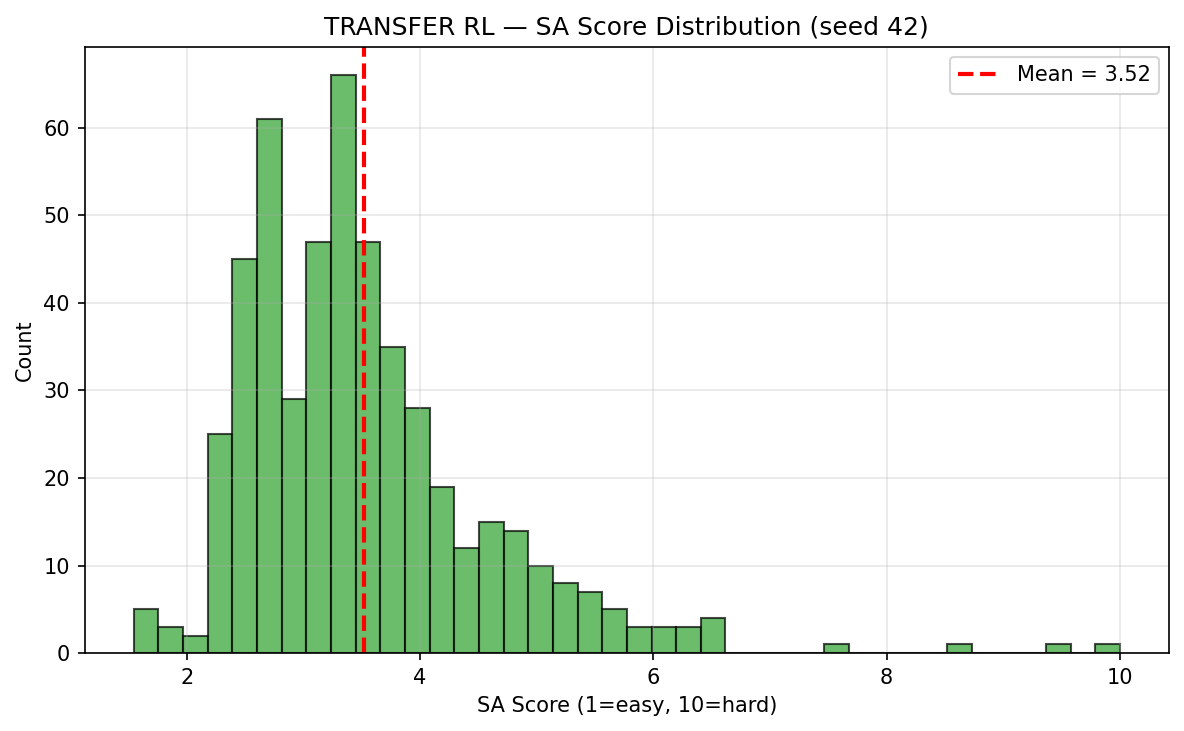 TRANSFER RL — SA Score Distribution (seed 42)
Mean = 3.52
Count
60
50
40
30
20
10
0
2 4 6 8 10
SA Score (1=easy, 10=hard)